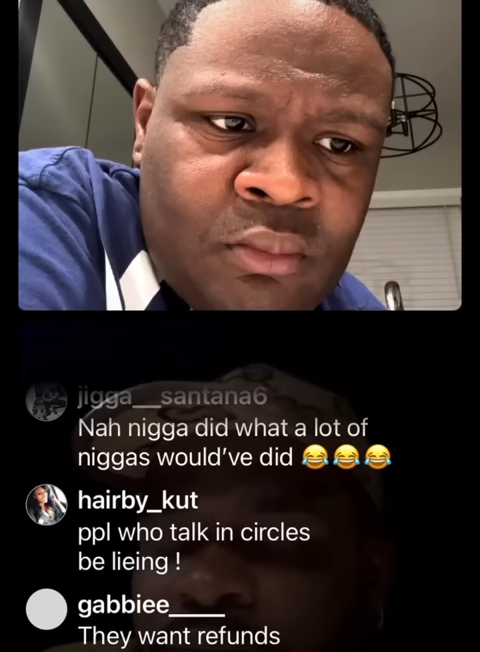 jigga__santana6
Nah nigga did what a lot of
niggas would’ve did 😂😂😂
hairby_kut
ppl who talk in circles
be lieing !
gabbiee____
They want refunds